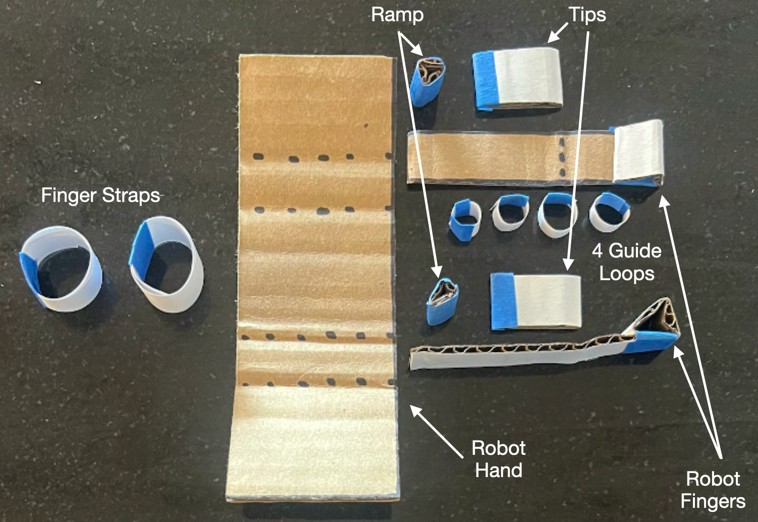 Ramp
Tips
Finger Straps
4 Guide
Loops
Robot
Hand
Robot
Fingers